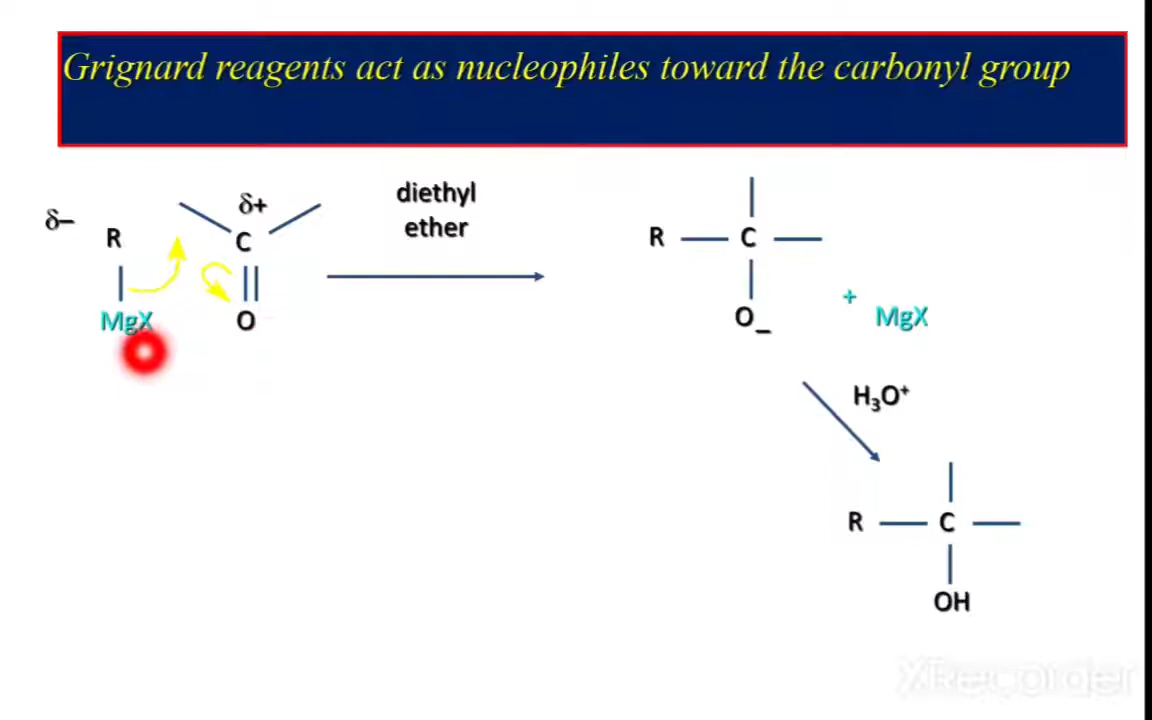 Grignard reagents act as nucleophiles toward the carbonyl group
δ–
R
MgX
δ+
C
O
diethyl
ether
R C
O –
+
MgX
H₃O⁺
R C
OH
XRecorder